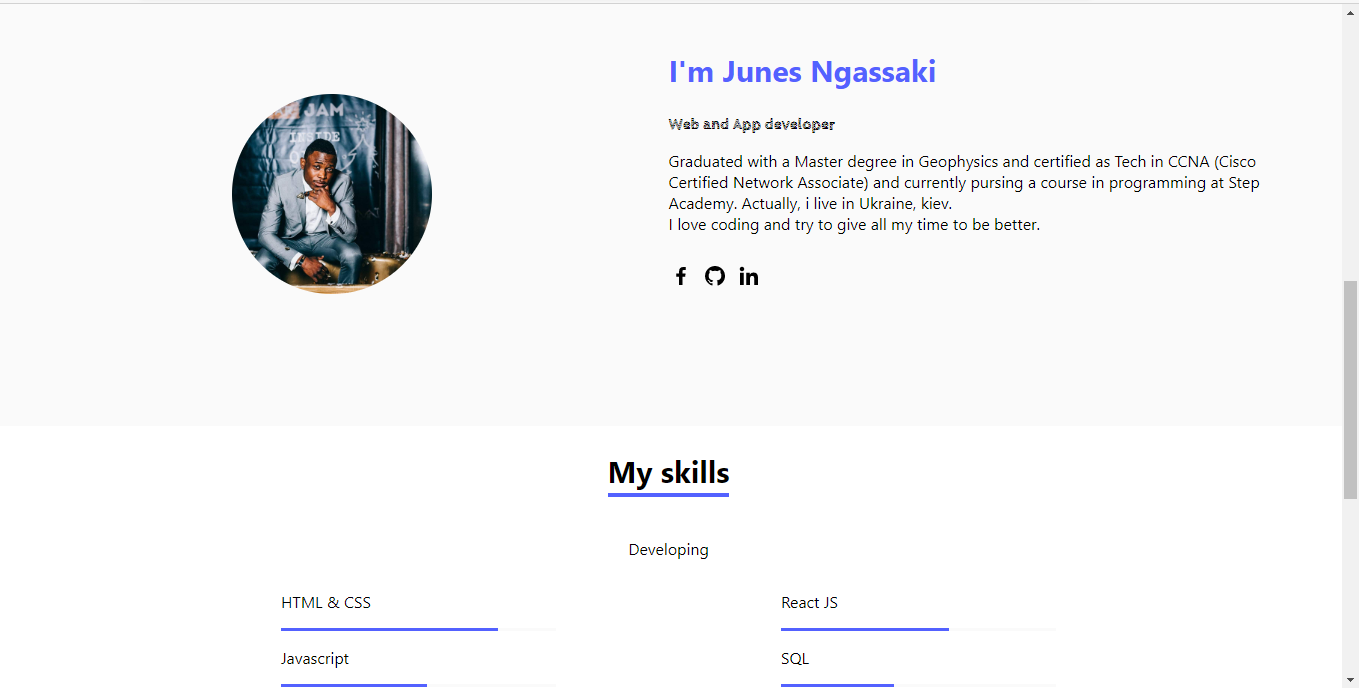 JAM
INSIDE
I'm Junes Ngassaki
Web and App developer
Graduated with a Master degree in Geophysics and certified as Tech in CCNA (Cisco
Certified Network Associate) and currently pursing a course in programming at Step
Academy. Actually, i live in Ukraine, kiev.
I love coding and try to give all my time to be better.
My skills
Developing
HTML & CSS
React JS
Javascript
SQL